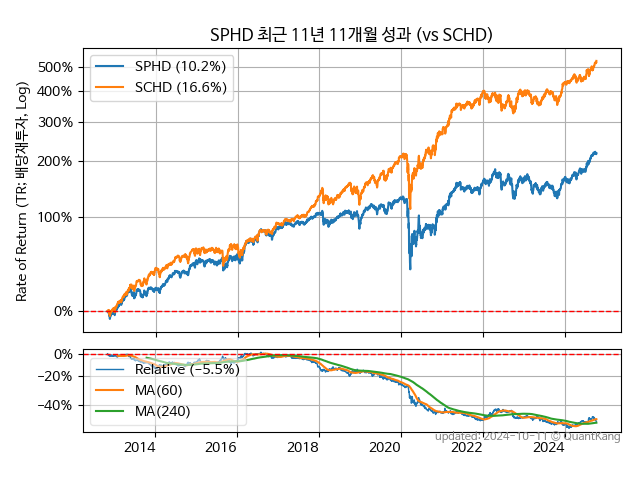 SPHD 최근 11년 11개월 성과 (vs SCHD)
Rate of Return (TR: 배당재투자, Log)
500%
400%
300%
200%
100%
0%
SPHD (10.2%)
SCHD (16.6%)
0%
−20%
−40%
Relative (−5.5%)
MA(60)
MA(240)
2014
2016
2018
2020
2022
2024
updated: 2024-10-11 © QuantKang